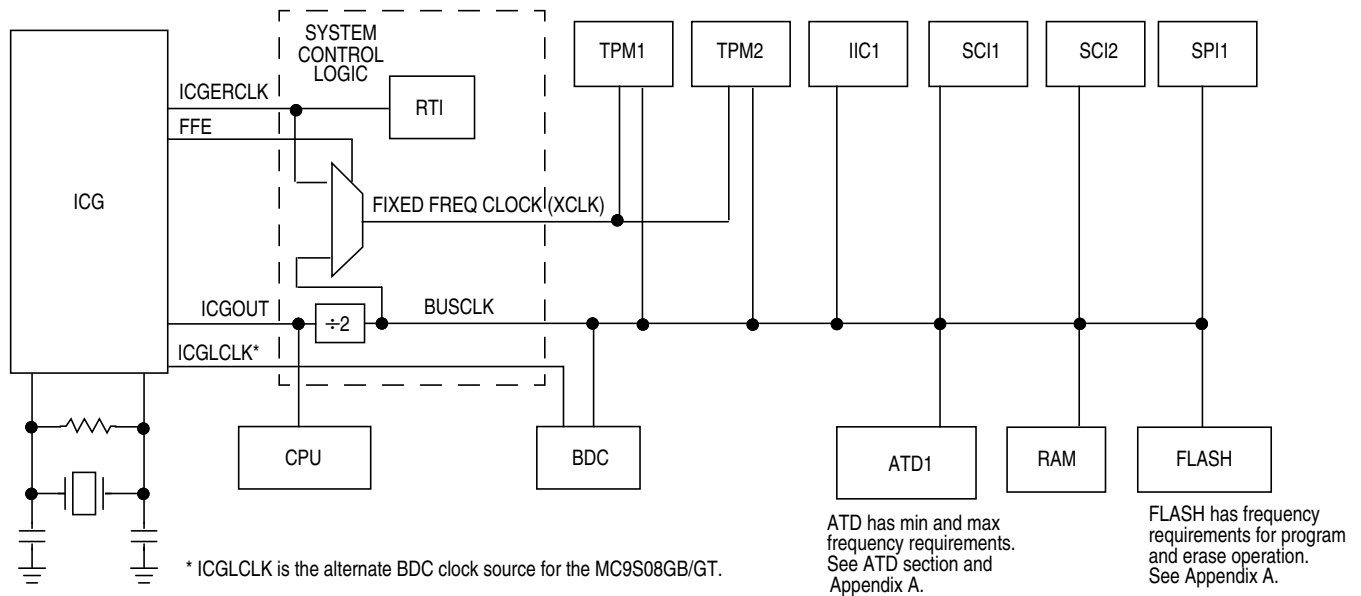 SYSTEM
CONTROL
LOGIC
TPM1
TPM2
IIC1
SCI1
SCI2
SPI1
ICGERCLK
RTI
FFE
ICG
FIXED FREQ CLOCK (XCLK)
ICGOUT
÷2
BUSCLK
ICGLCLK*
CPU
BDC
ATD1
RAM
FLASH
ATD has min and max
frequency requirements.
See ATD section and
Appendix A.
FLASH has frequency
requirements for program
and erase operation.
See Appendix A.
* ICGLCLK is the alternate BDC clock source for the MC9S08GB/GT.